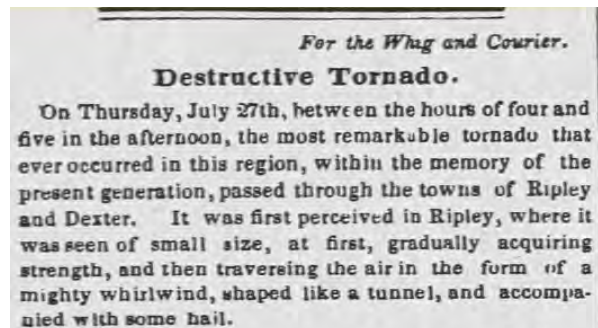 For the Whig and Courier.
Destructive Tornado.
On Thursday, July 27th, between the hours of four and
five in the afternoon, the most remarkable tornado that
ever occurred in this region, within the memory of the
present generation, passed through the towns of Ripley
and Dexter. It was first perceived in Ripley, where it
was seen of small size, at first, gradually acquiring
strength, and then traversing the air in the form of a
mighty whirlwind, shaped like a tunnel, and accompa-
nied with some hail.